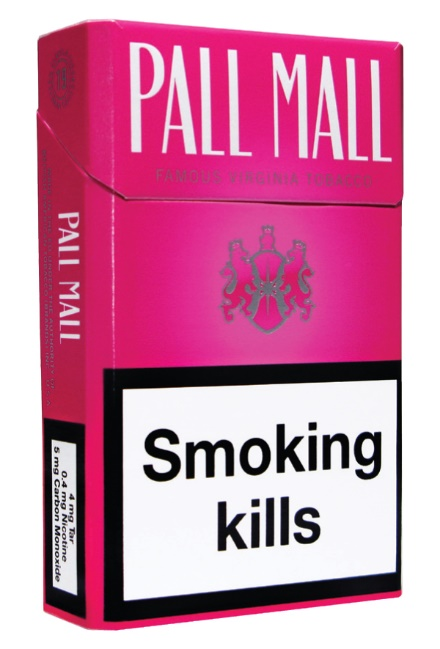 PALL MALL
FAMOUS VIRGINIA TOBACCO
PALL MALL
Smoking
kills
4 mg Tar
0.4 mg Nicotine
5 mg Carbon Monoxide